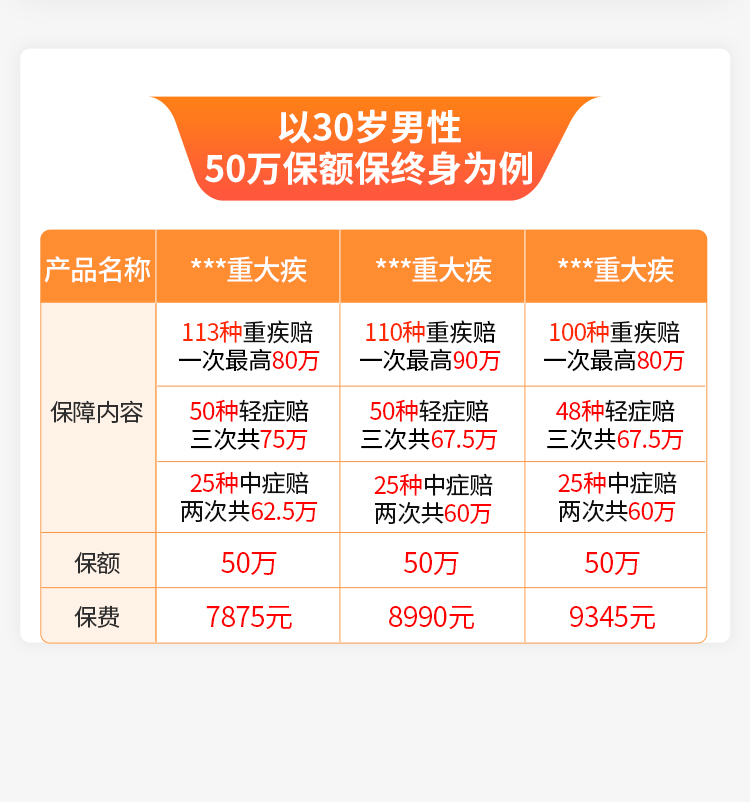 以30岁男性
50万保额保终身为例
产品名称 ***重大疾 ***重大疾 ***重大疾
保障内容
113种重疾赔 110种重疾赔 100种重疾赔
一次最高80万 一次最高90万 一次最高80万
50种轻症赔 50种轻症赔 48种轻症赔
三次共75万 三次共67.5万 三次共67.5万
25种中症赔 25种中症赔 25种中症赔
两次共62.5万 两次共60万 两次共60万
保额 50万 50万 50万
保费 7875元 8990元 9345元